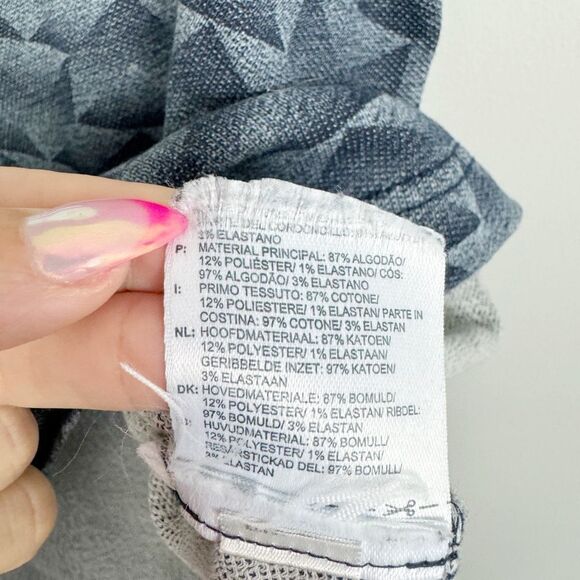 3% ELASTANO
P: MATERIAL PRINCIPAL: 87% ALGODÃO/
12% POLIÉSTER/ 1% ELASTANO/ CÓS:
97% ALGODÃO/ 3% ELASTANO
I: PRIMO TESSUTO: 87% COTONE/
12% POLIESTERE/ 1% ELASTAN/ PARTE IN
COSTINA: 97% COTONE/ 3% ELASTAN
NL: HOOFDMATERIAAL: 87% KATOEN/
12% POLYESTER/ 1% ELASTAAN/
GERIBBELDE INZET: 97% KATOEN/
3% ELASTAAN
DK: HOVEDMATERIALE: 87% BOMULD/
12% POLYESTER/ 1% ELASTAN/ RIBDEL:
97% BOMULD/ 3% ELASTAN
HUVUDMATERIAL: 87% BOMULL/
12% POLYESTER/ 1% ELASTAN/
RESÅRSTICKAD DEL: 97% BOMULL/
3% ELASTAN